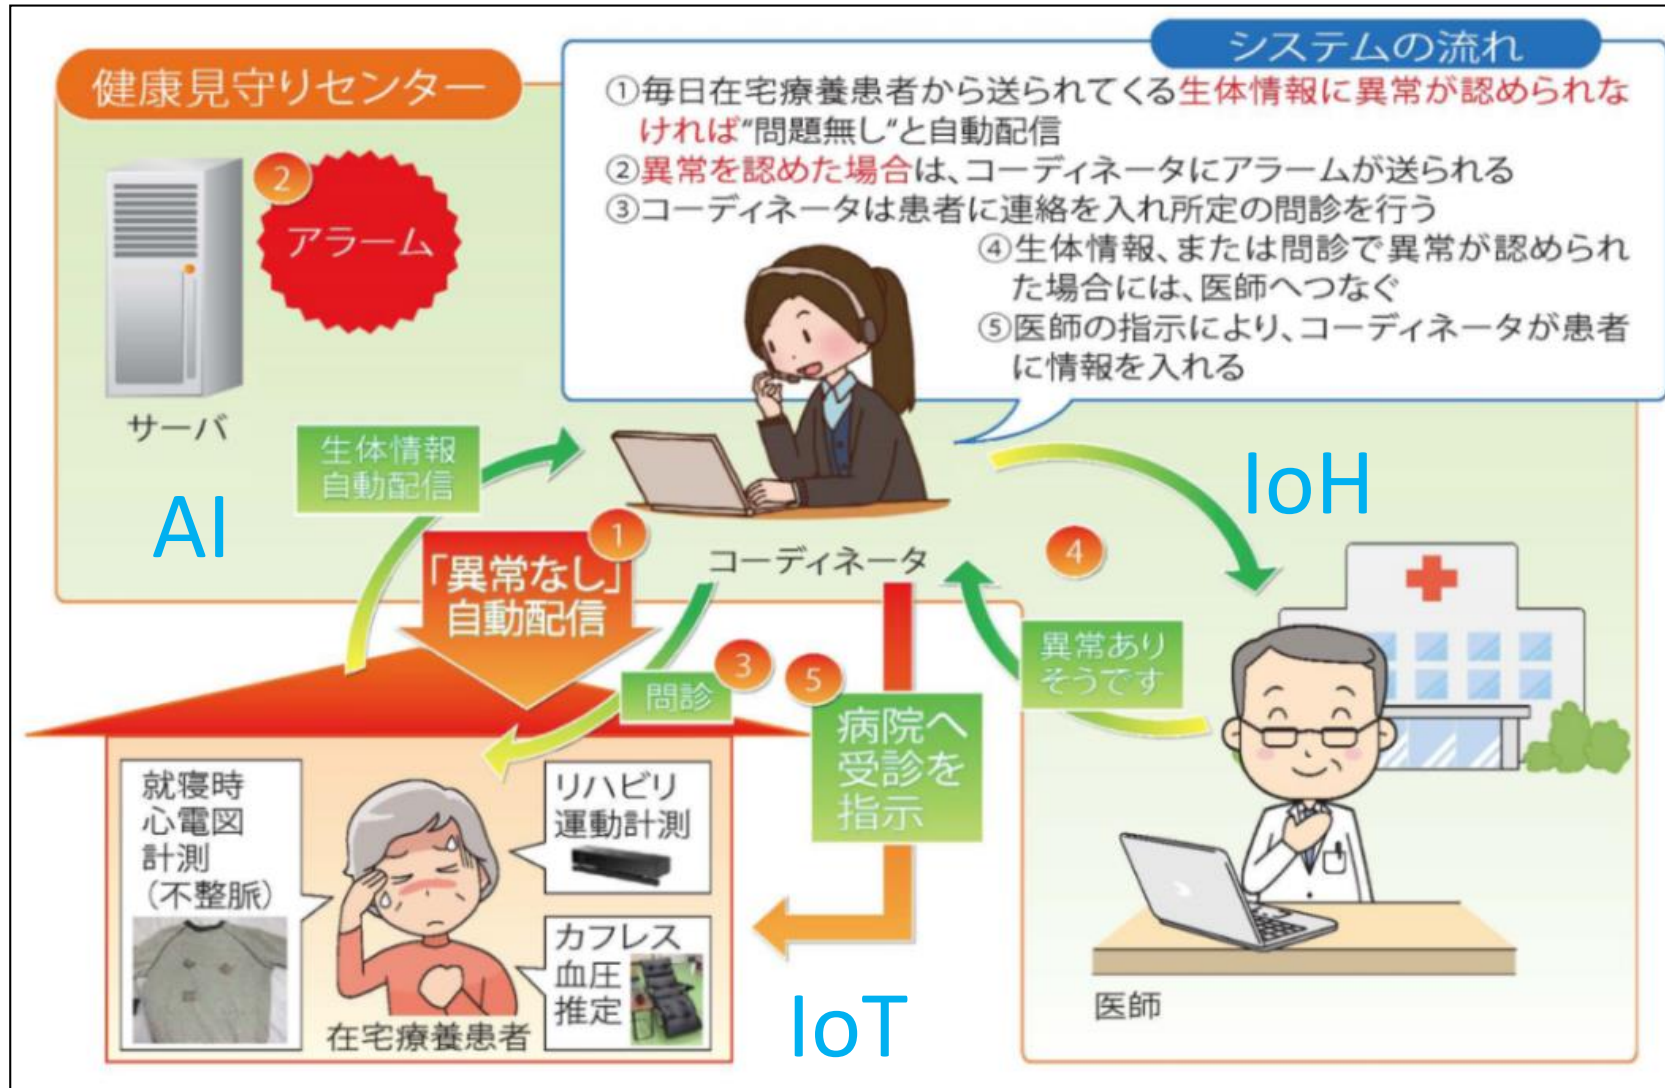 健康見守りセンター
システムの流れ
①毎日在宅療養患者から送られてくる生体情報に異常が認められな
ければ"問題無し"と自動配信
②異常を認めた場合は、コーディネータにアラームが送られる
③コーディネータは患者に連絡を入れ所定の問診を行う
④生体情報、または問診で異常が認められ
た場合には、医師へつなぐ
⑤医師の指示により、コーディネータが患者
に情報を入れる
2
アラーム
サーバ
生体情報
自動配信
AI
IoH
1
「異常なし」
自動配信
コーディネータ
4
異常あり
そうです
3
問診
5
病院へ
受診を
指示
就寝時
心電図
計測
(不整脈)
リハビリ
運動計測
カフレス
血圧
推定
在宅療養患者
IoT
医師